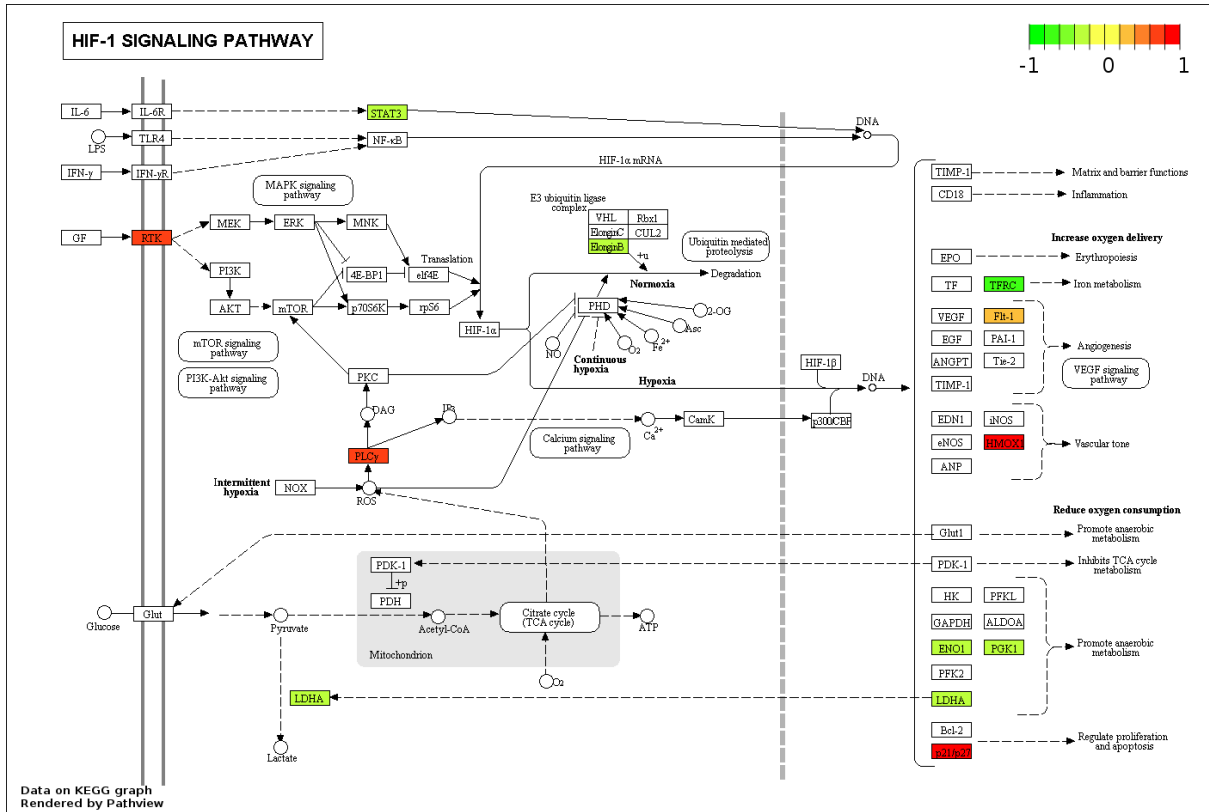 HIF-1 SIGNALING PATHWAY
-1 0 1
IL-6
IL-6R
STAT3
LPS
TLR4
NF-κB
DNA
IFN-γ
IFN-γR
HIF-1α mRNA
MAPK signaling
pathway
E3 ubiquitin ligase
complex
VHL
Rbx1
ElonginC
CUL2
ElonginB
+u
Ubiquitin mediated
proteolysis
GF
RTK
MEK
ERK
MNK
PI3K
4E-BP1
eIf4E
Tranaslation
AKT
mTOR
p70S6K
rpS6
HIF-1α
Normoxia
Degradation
PHD
2-OG
Asc
Fe2+
O2
NO
mTOR signaling
pathway
PI3K-Akt signaling
pathway
PKC
Continuous
hypoxia
Hypoxia
HIF-1β
DNA
DAG
IP3
Ca2+
CamK
p300/CBP
Calcium signaling
pathway
PLCγ
Intermittent
hypoxia
NOX
ROS
TIMP-1
Matrix and barrier functions
CD18
Inflammation
Increase oxygen delivery
EPO
Erythropoiesis
TF
TFRC
Iron metabolism
VEGF
Flt-1
EGF
PAI-1
Angiogenesis
ANGPT
Tie-2
VEGF signaling
pathway
TIMP-1
EDN1
iNOS
eNOS
HMOX1
Vascular tone
ANP
Reduce oxygen consumption
Glut1
Promote anaerobic
metabolism
PDK-1
Inhibits TCA cycle
metabolism
HK
PFKL
GAPDH
ALDOA
ENO1
PGK1
Promote anaerobic
metabolism
PFK2
LDHA
Bcl-2
Regulate proliferation
and apoptosis
p21/p27
PDK-1
+p
PDH
Glucose
Glut
Pyruvate
Acetyl-CoA
Citrate cycle
(TCA cycle)
ATP
Mitochondrion
O2
LDHA
Lactate
Data on KEGG graph
Rendered by Pathview